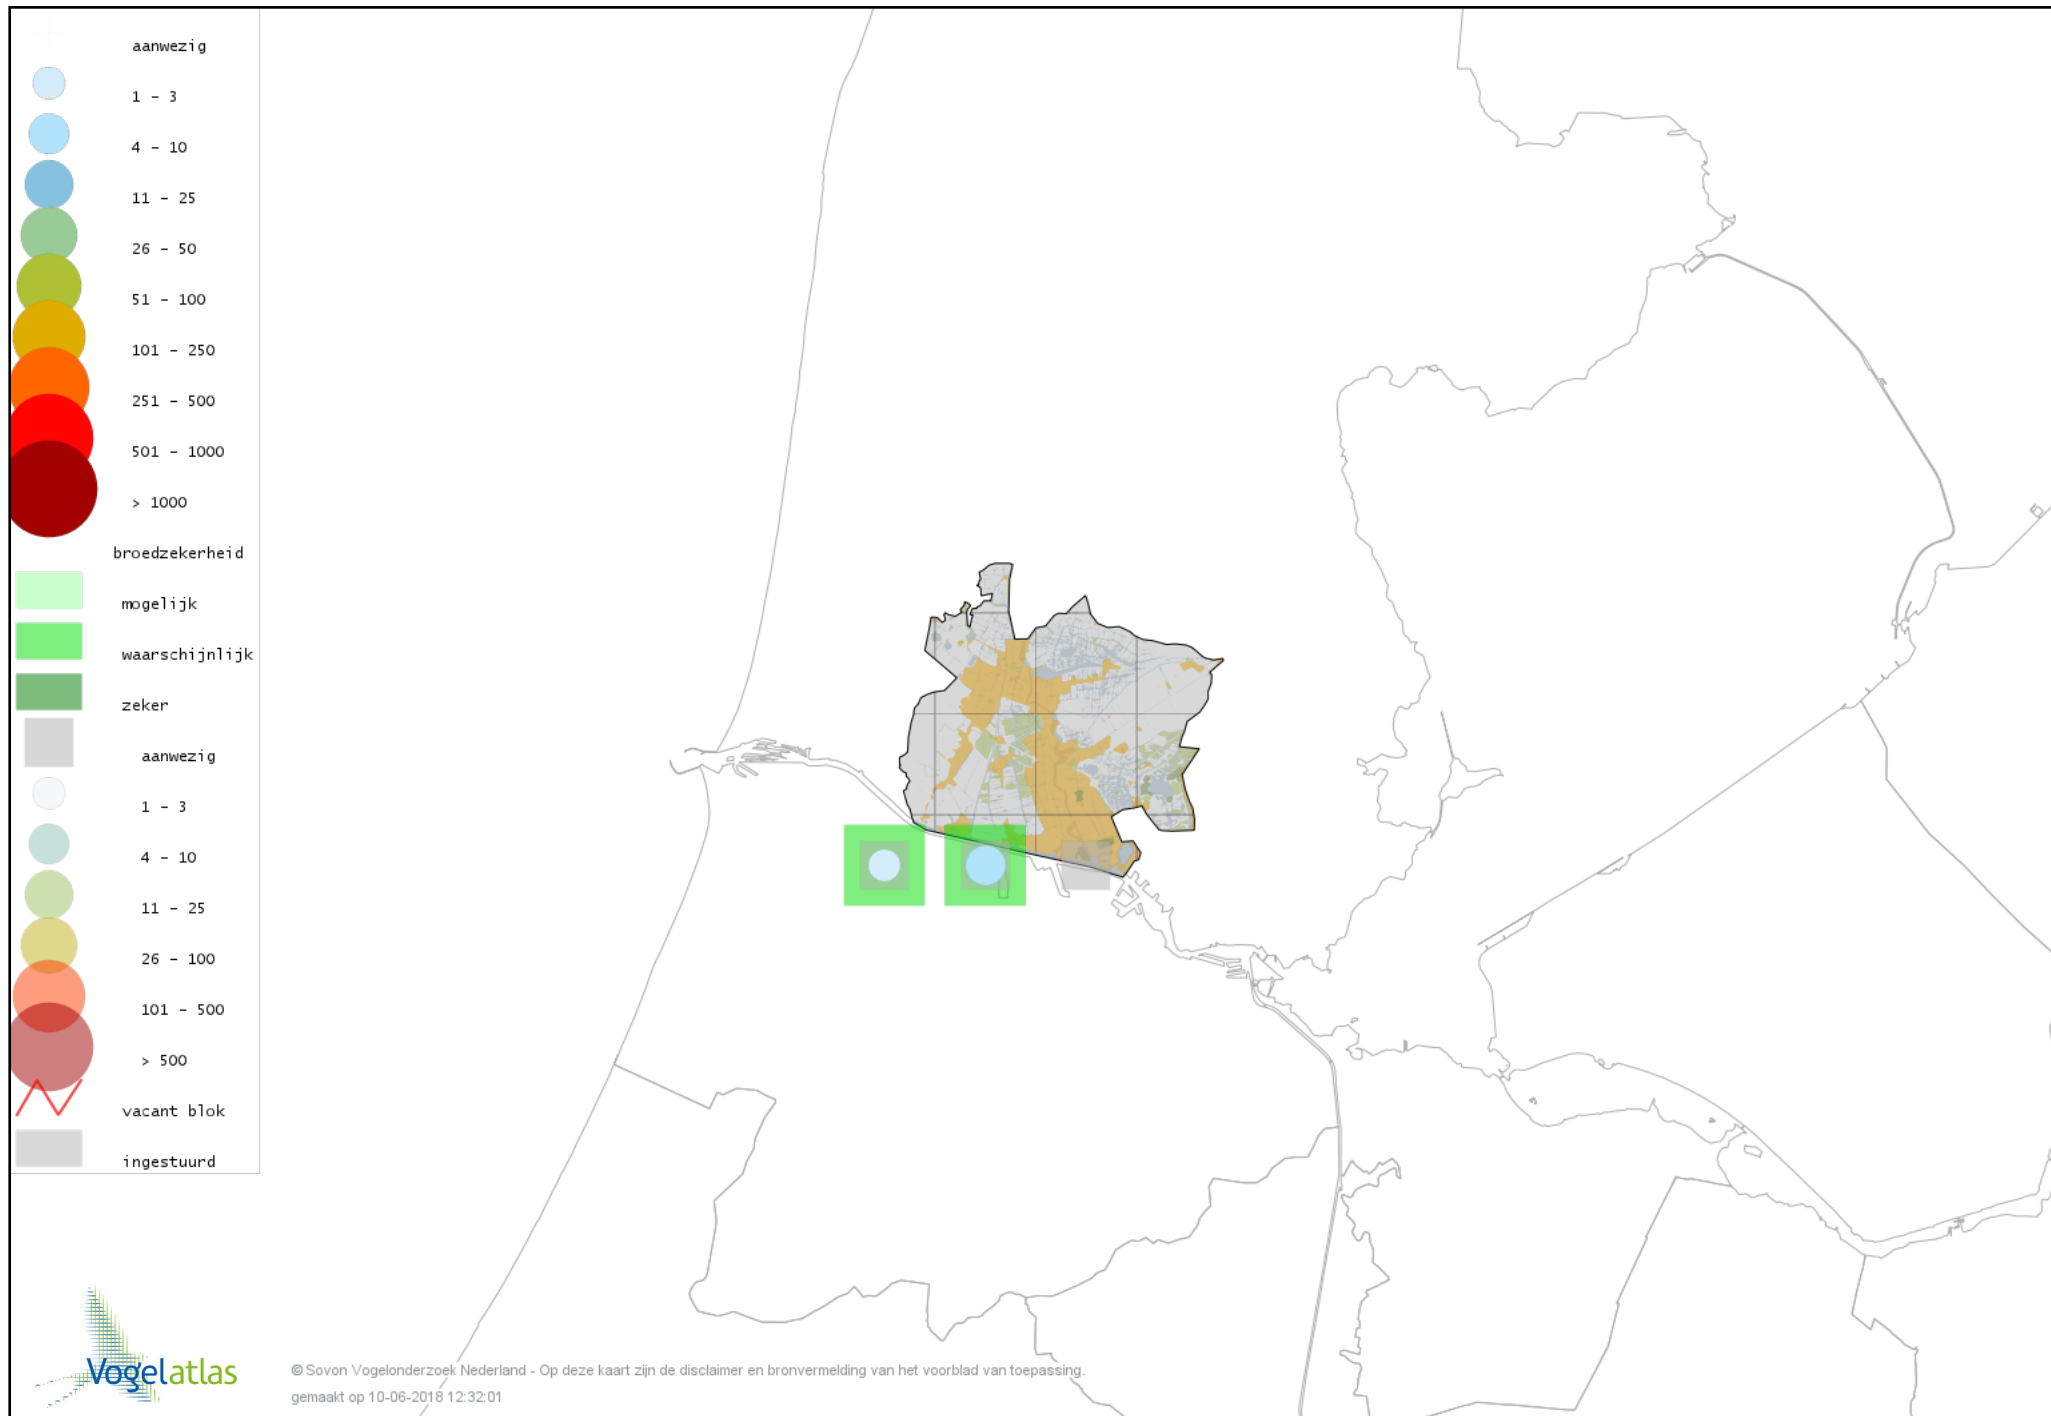 aanwezig
1 – 3
4 – 10
11 – 25
26 – 50
51 – 100
101 – 250
251 – 500
501 – 1000
> 1000
broedzekerheid
mogelijk
waarschijnlijk
zeker
aanwezig
1 – 3
4 – 10
11 – 25
26 – 100
101 – 500
> 500
vacant blok
ingestuurd
Vogelatlas
© Sovon Vogelonderzoek Nederland - Op deze kaart zijn de disclaimer en bronvermelding van het voorblad van toepassing.
gemaakt op 10-06-2018 12:32:01